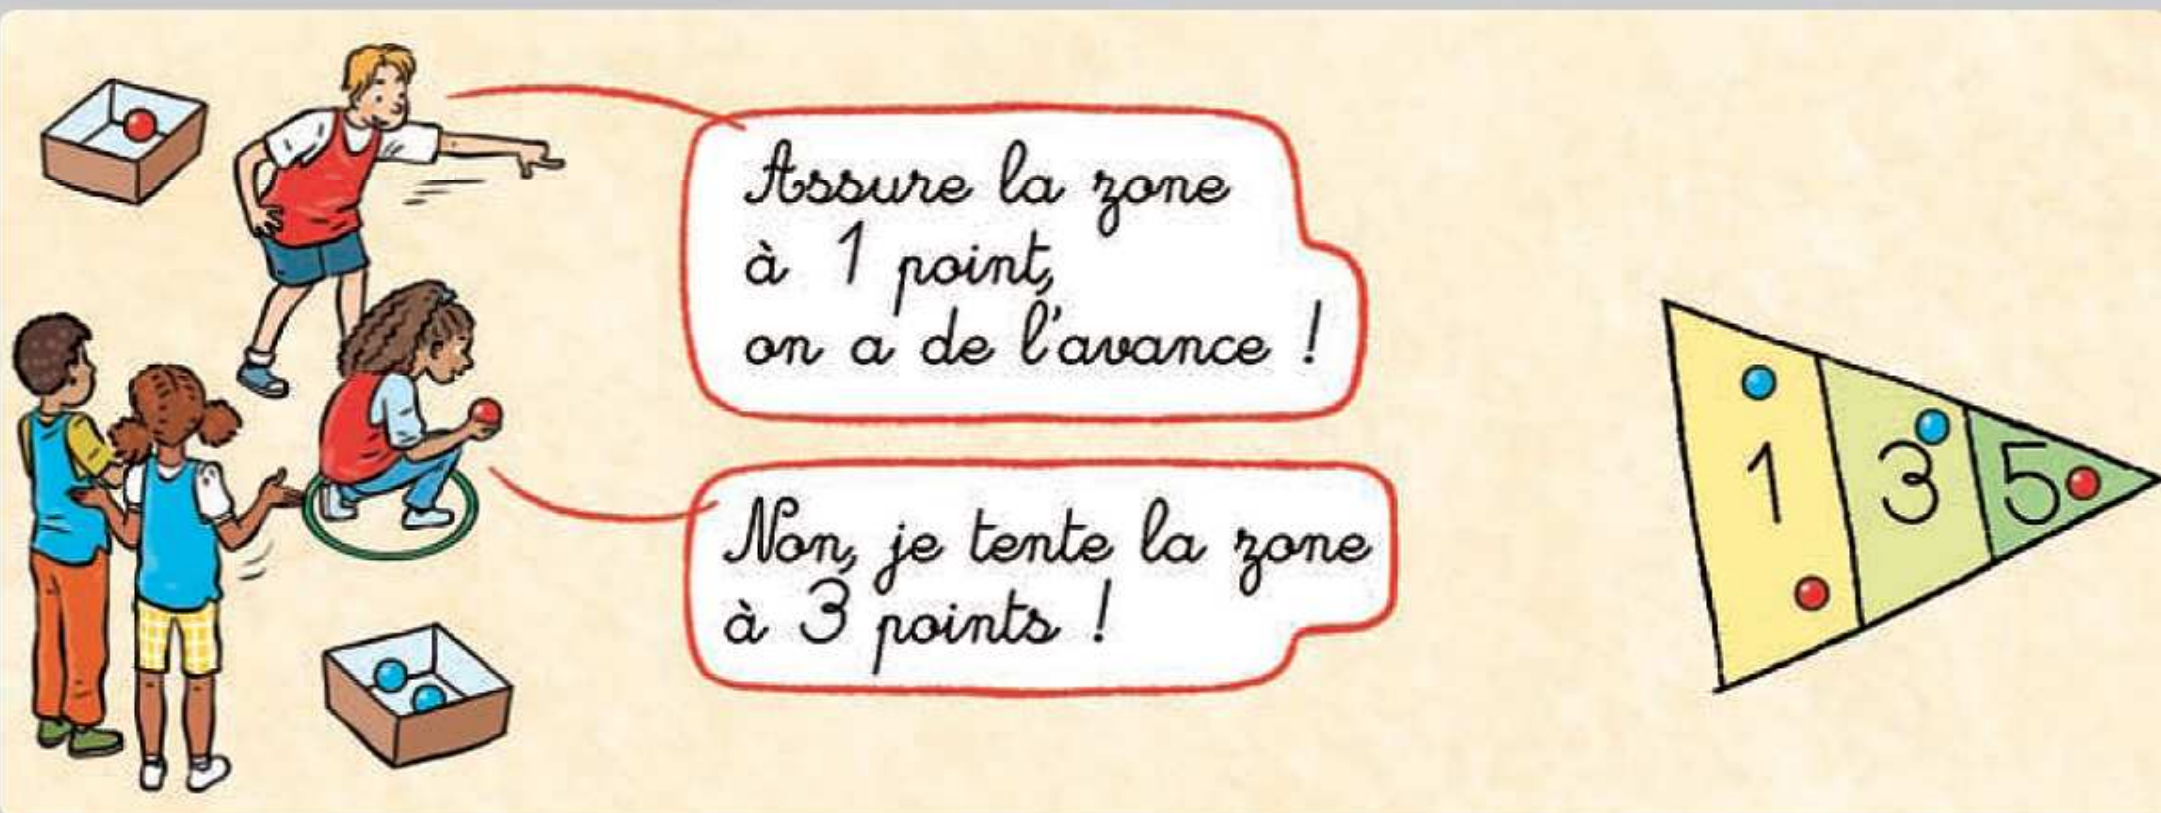 Assure la zone
à 1 point,
on a de l'avance !
Non, je tente la zone
à 3 points !
1 3 5